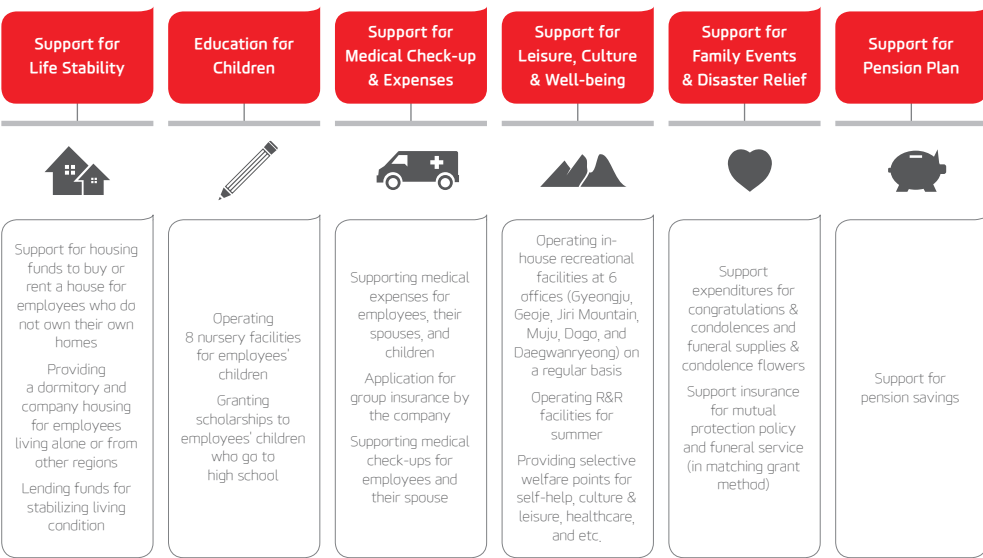 Support for
Life Stability
Education for
Children
Support for
Medical Check-up
& Expenses
Support for
Leisure, Culture
& Well-being
Support for
Family Events
& Disaster Relief
Support for
Pension Plan
Support for housing
funds to buy or
rent a house for
employees who do
not own their own
homes
Providing
a dormitory and
company housing
for employees
living alone or from
other regions
Lending funds for
stabilizing living
condition
Operating
8 nursery facilities
for employees'
children
Granting
scholarships to
employees' children
who go to
high school
Supporting medical
expenses for
employees, their
spouses, and
children
Application for
group insurance by
the company
Supporting medical
check-ups for
employees and
their spouse
Operating in-
house recreational
facilities at 6
offices (Gyeongju,
Geoje, Jiri Mountain,
Muju, Dogo, and
Daegwanryeong) on
a regular basis
Operating R&R
facilities for
summer
Providing selective
welfare points for
self-help, culture &
leisure, healthcare,
and etc.
Support
expenditures for
congratulations &
condolences and
funeral supplies &
condolence flowers
Support insurance
for mutual
protection policy
and funeral service
(in matching grant
method)
Support for
pension savings